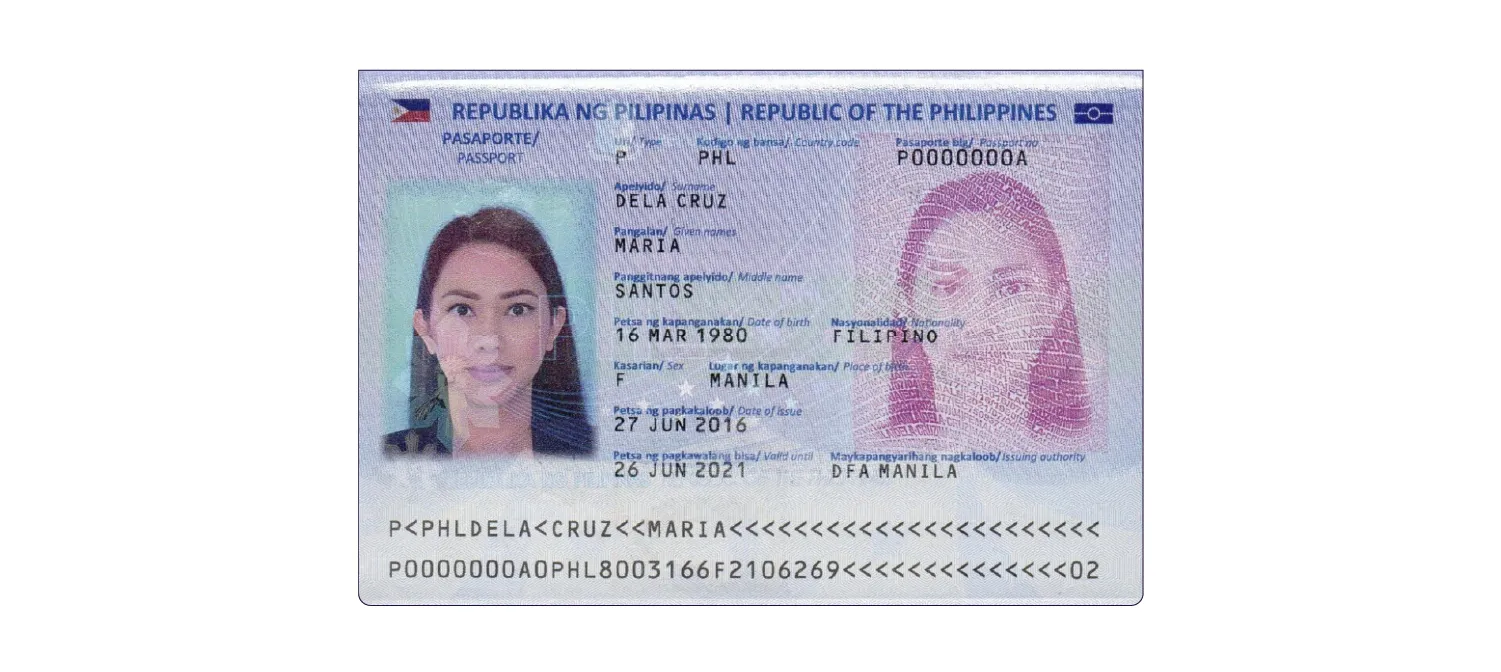 REPUBLIKA NG PILIPINAS | REPUBLIC OF THE PHILIPPINES
PASAPORTE/
PASSPORT
Uri/ Type Kodigo ng bansa/ Country code Pasaporte blg/ Passport no
P PHL P0000000A
Apelyido/ Surname
DELA CRUZ
Pangalan/ Given names
MARIA
Panggitnang apelyido/ Middle name
SANTOS
Petsa ng kapanganakan/ Date of birth Nasyonalidad/ Nationality
16 MAR 1980 FILIPINO
Kasarian/ Sex Lugar ng kapanganakan/ Place of birth
F MANILA
Petsa ng pagkakaloob/ Date of issue
27 JUN 2016
Petsa ng pagkawalang bisa/ Valid until Maykapangyarihang nagkaloob/ Issuing authority
26 JUN 2021 DFA MANILA
P<PHLDELA<CRUZ<<MARIA<<<<<<<<<<<<<<<<<<<<<<<
P0000000A0PHL8003166F2106269<<<<<<<<<<<<<<02